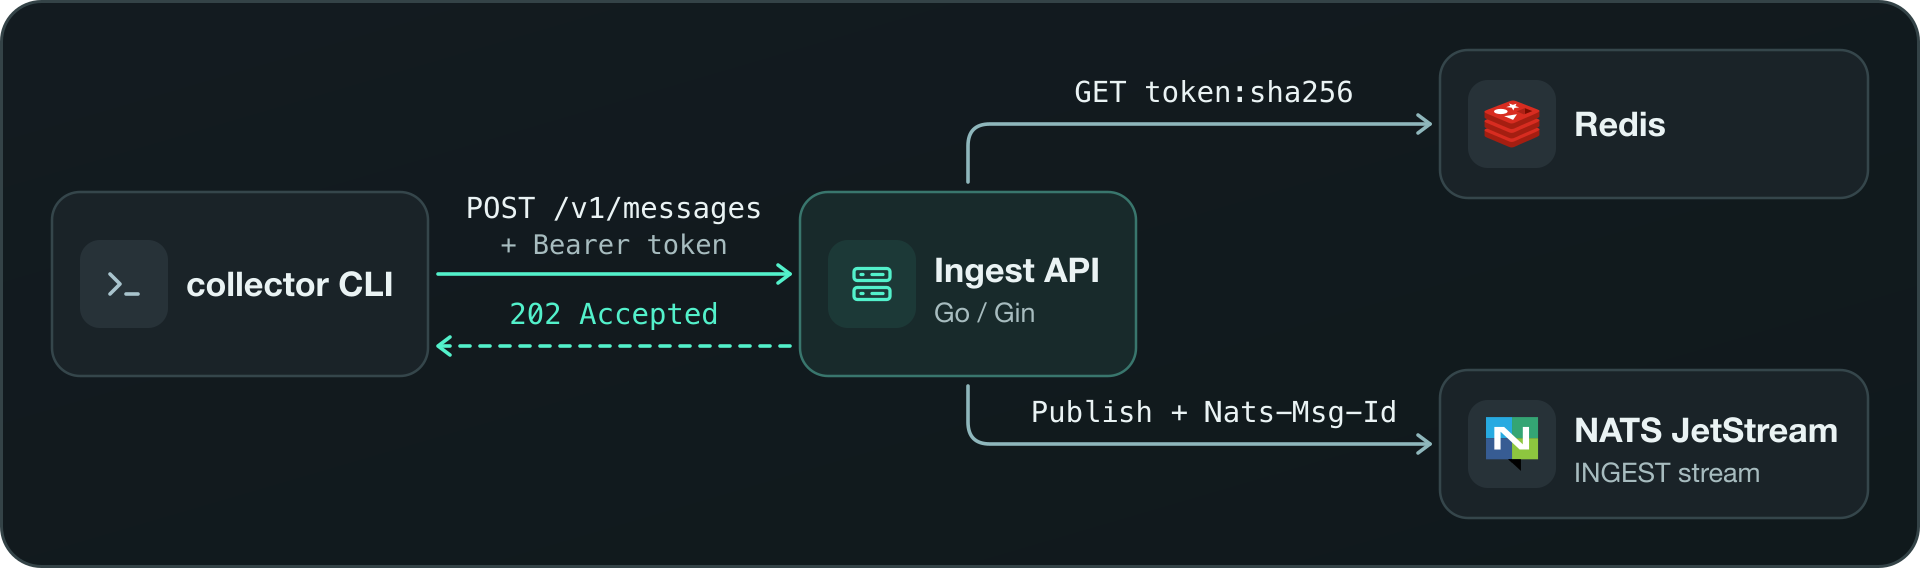 GET token:sha256
Redis
collector CLI
POST /v1/messages
+ Bearer token
202 Accepted
Ingest API
Go / Gin
Publish + Nats-Msg-Id
NATS JetStream
INGEST stream